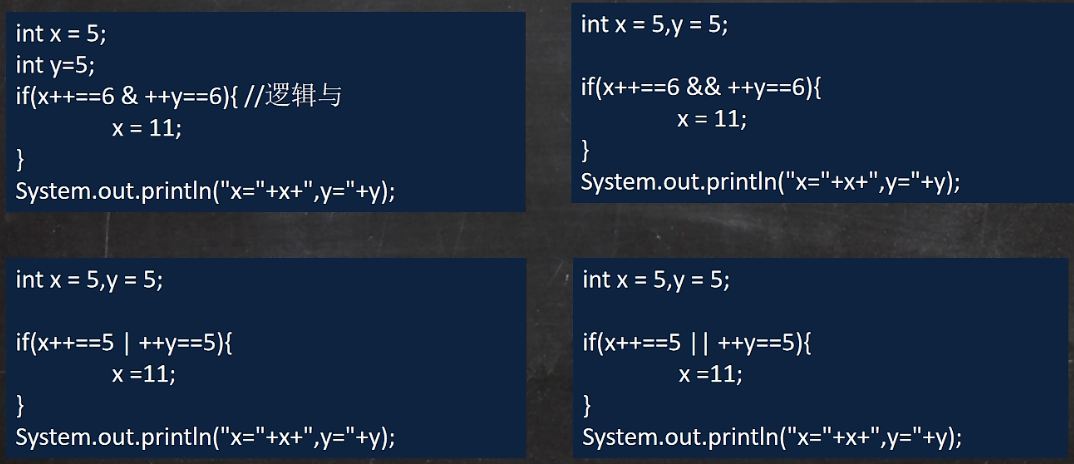 int x = 5;
int y=5;
if(x++==6 & ++y==6){ //逻辑与
x = 11;
}
System.out.println("x="+x+",y="+y);
int x = 5,y = 5;
if(x++==6 && ++y==6){
x = 11;
}
System.out.println("x="+x+",y="+y);
int x = 5,y = 5;
if(x++==5 | ++y==5){
x =11;
}
System.out.println("x="+x+",y="+y);
int x = 5,y = 5;
if(x++==5 || ++y==5){
x =11;
}
System.out.println("x="+x+",y="+y);